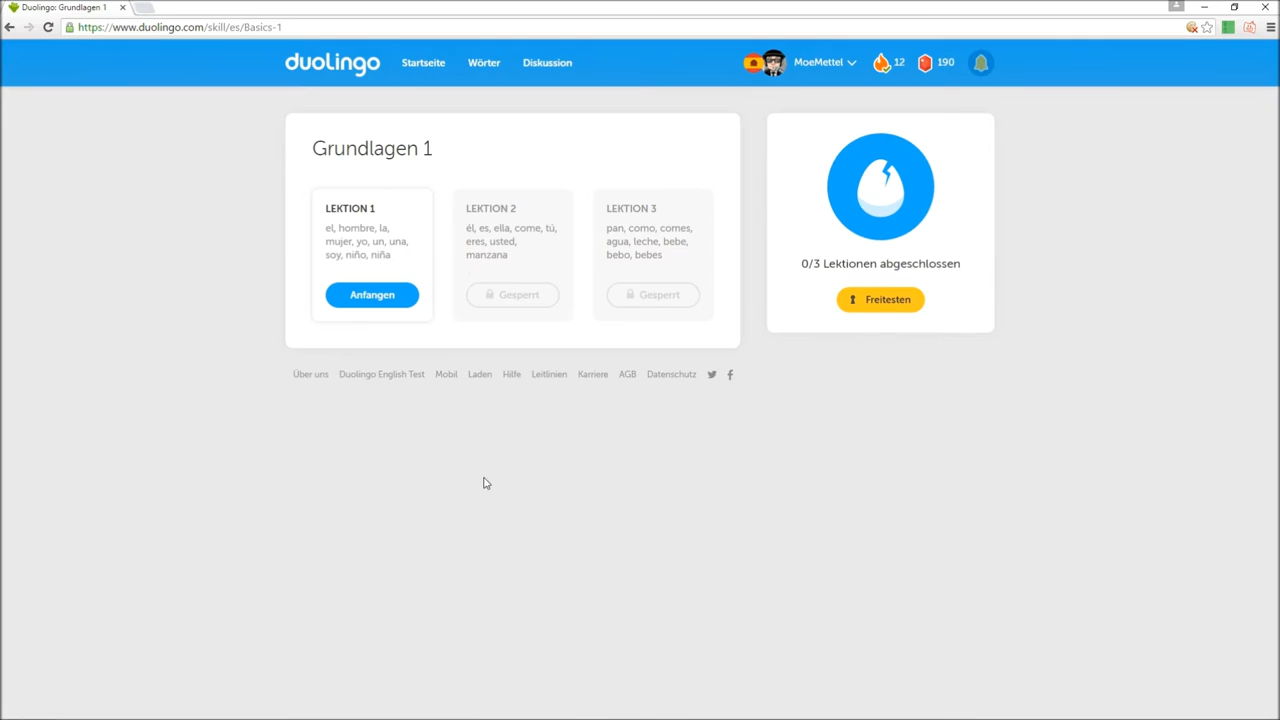 Duolingo: Grundlagen 1
https://www.duolingo.com/skill/es/Basics-1
duolingo Startseite Wörter Diskussion MoeMettel 12 190
Grundlagen 1
LEKTION 1
el, hombre, la,
mujer, yo, un, una,
soy, niño, niña
Anfangen
LEKTION 2
él, es, ella, come, tú,
eres, usted,
manzana
Gesperrt
LEKTION 3
pan, como, comes,
agua, leche, bebe,
bebo, bebes
Gesperrt
0/3 Lektionen abgeschlossen
Freitesten
Über uns Duolingo English Test Mobil Laden Hilfe Leitlinien Karriere AGB Datenschutz